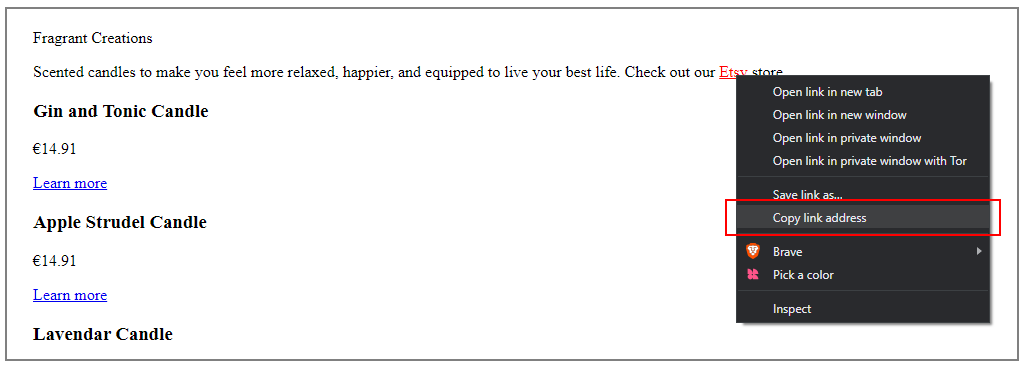 Fragrant Creations
Scented candles to make you feel more relaxed, happier, and equipped to live your best life. Check out our Etsy store
Open link in new tab
Gin and Tonic Candle
Open link in new window
Open link in private window
€14.91
Open link in private window with Tor
Learn more
Save link as...
Apple Strudel Candle
Copy link address
€14.91
Brave
Pick a color
Learn more
Inspect
Lavendar Candle